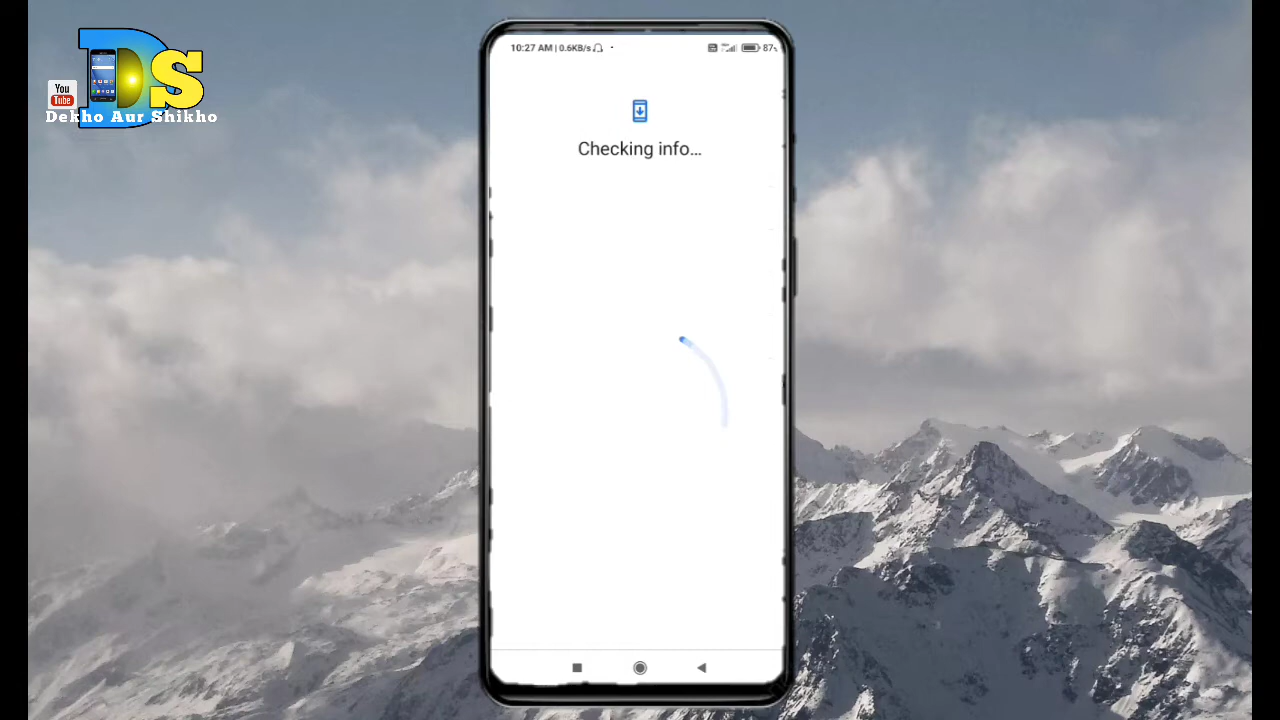 DS
You
Tube
Dekho Aur Shikho
10:27 AM | 0.6KB/s
87%
Checking info...